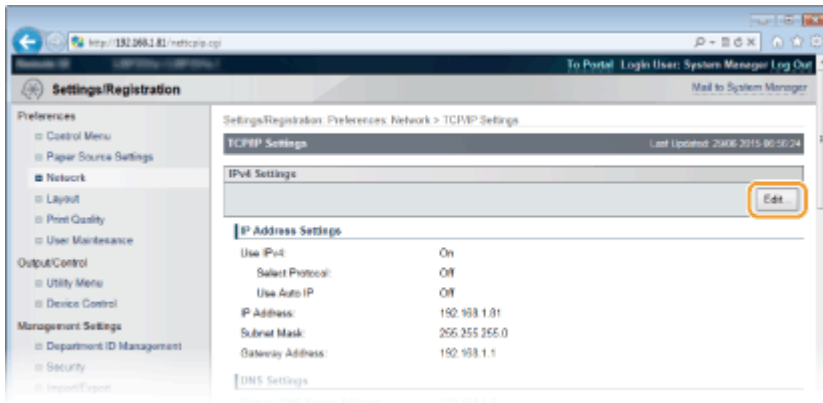 http://192.168.1.81/nettcpip.cgi
To Portal Login User: System Manager Log Out
Settings/Registration
Mail to System Manager
Preferences
Control Menu
Paper Source Settings
Network
Layout
Print Quality
User Maintenance
Output/Control
Utility Menu
Device Control
Management Settings
Department ID Management
Security
Import/Export
Settings/Registration: Preferences: Network > TCP/IP Settings
TCP/IP Settings
Last Updated: 29/06 2015
IPv4 Settings
Edit...
IP Address Settings
Use IPv4: On
Select Protocol: Off
Use Auto IP Off
IP Address: 192.168.1.81
Subnet Mask: 255.255.255.0
Gateway Address: 192.168.1.1
DNS Settings